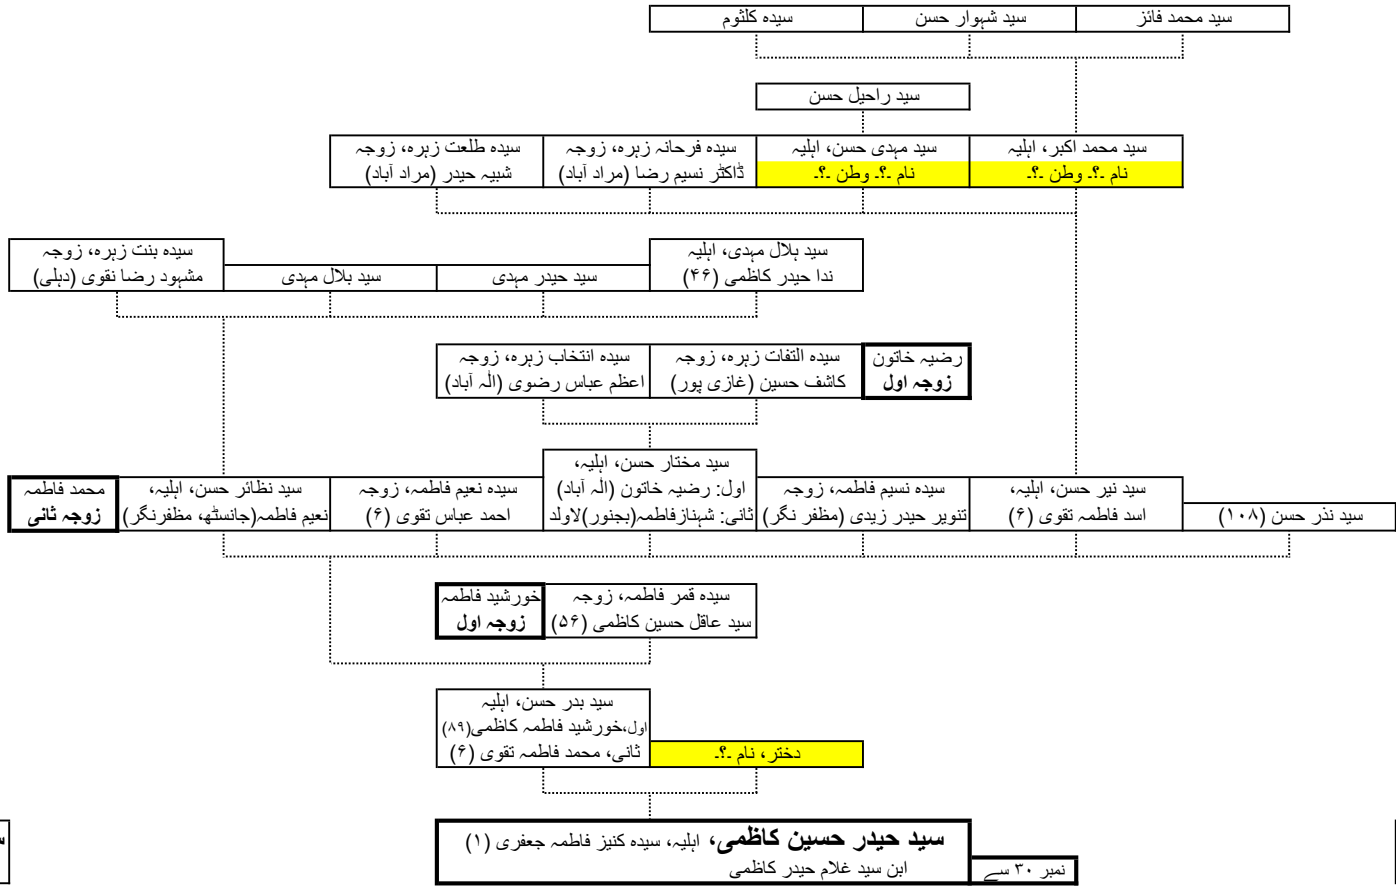 سید محمد فائز
سید شہوار حسن
سیدہ کلثوم
سید راحیل حسن
سید محمد اکبر، اہلیہ
نام ـ؟ـ وطن ـ؟ـ
سید مہدی حسن، اہلیہ
نام ـ؟ـ وطن ـ؟ـ
سیدہ فرحانہ زہرہ، زوجہ
ڈاکٹر نسیم رضا (مراد آباد)
سیدہ طلعت زہرہ، زوجہ
شبیہ حیدر (مراد آباد)
سید ہلال مہدی، اہلیہ
ندا حیدر کاظمی (۴۶)
سید حیدر مہدی
سید بلال مہدی
سیدہ بنت زہرہ، زوجہ
مشہود رضا نقوی (دہلی)
رضیہ خاتون
زوجہ اول
سیدہ التفات زہرہ، زوجہ
کاشف حسین (غازی پور)
سیدہ انتخاب زہرہ، زوجہ
اعظم عباس رضوی (الٰہ آباد)
سید نذر حسن (۱۰۸)
سید نیر حسن، اہلیہ،
اسد فاطمہ تقوی (۶)
سیدہ نسیم فاطمہ، زوجہ
تنویر حیدر زیدی (مظفر نگر)
سید مختار حسن، اہلیہ،
اول: رضیہ خاتون (الٰہ آباد)
ثانی: شہنازفاطمہ(بجنور)لاولد
سیدہ نعیم فاطمہ، زوجہ
احمد عباس تقوی (۶)
سید نظائر حسن، اہلیہ،
نعیم فاطمہ(جانسٹھ، مظفرنگر)
محمد فاطمہ
زوجہ ثانی
سیدہ قمر فاطمہ، زوجہ
سید عاقل حسین کاظمی (۵۶)
خورشید فاطمہ
زوجہ اول
سید بدر حسن، اہلیہ
اول،خورشید فاطمہ کاظمی(۸۹)
ثانی، محمد فاطمہ تقوی (۶)
دختر، نام ـ؟ـ
سید حیدر حسین کاظمی، اہلیہ، سیدہ کنیز فاطمہ جعفری (۱)
ابن سید غلام حیدر کاظمی
نمبر ۳۰ سے